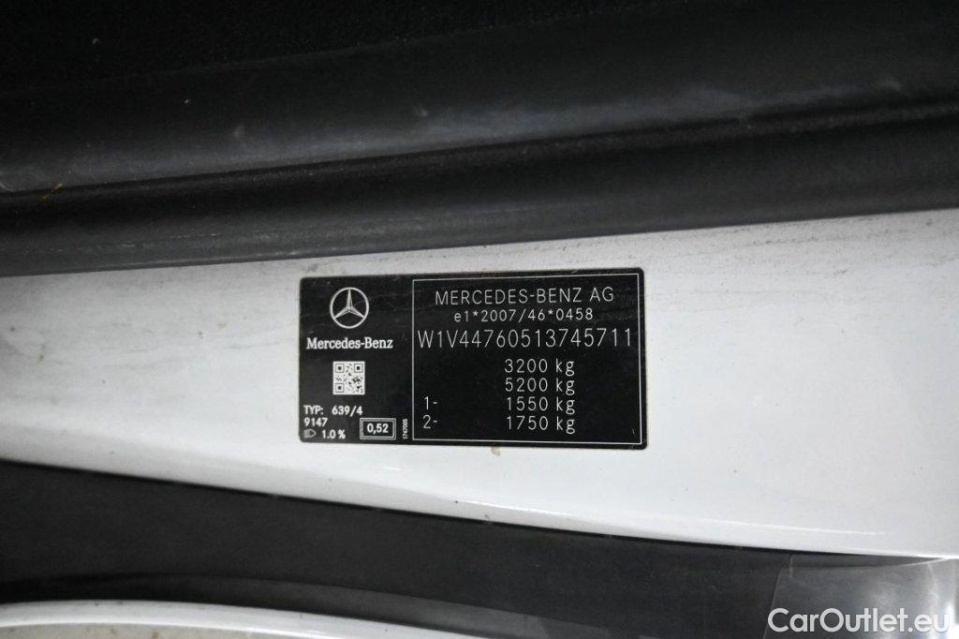 MERCEDES-BENZ AG
e1*2007/46*0458
W1V44760513745711
3200 kg
5200 kg
1- 1550 kg
2- 1750 kg
Mercedes-Benz
TYP: 639/4
9147
1.0 %
0,52
CarOutlet.eu